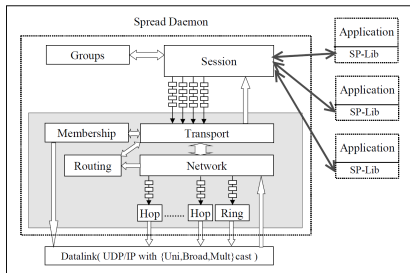 Spread Daemon
Groups
Session
Application
SP-Lib
Application
SP-Lib
Application
SP-Lib
Membership
Transport
Routing
Network
Hop ........ Hop Ring
Datalink( UDP/IP with {Uni,Broad,Mult}cast )